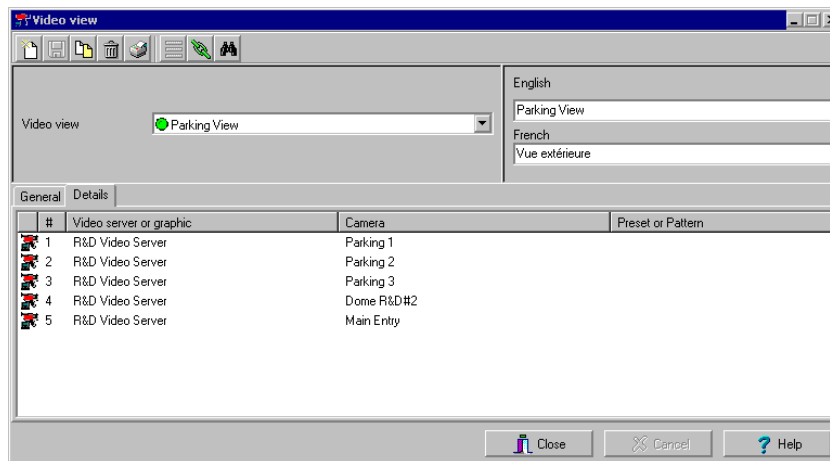 Video view
English
Parking View
Video view
Parking View
French
Vue extérieure
General Details
# Video server or graphic Camera Preset or Pattern
1 R&D Video Server Parking 1
2 R&D Video Server Parking 2
3 R&D Video Server Parking 3
4 R&D Video Server Dome R&D#2
5 R&D Video Server Main Entry
Close Cancel ? Help